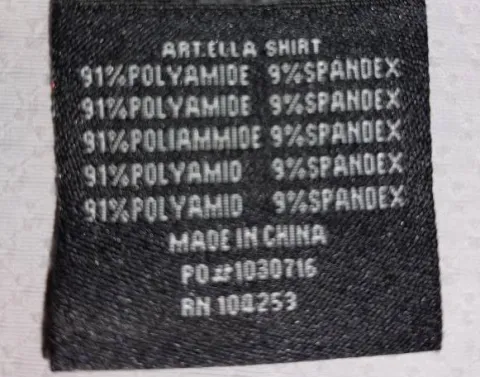 ART.ELLA SHIRT
91%POLYAMIDE 9%SPANDEX
91%POLYAMIDE 9%SPANDEX
91%POLIAMMIDE 9%SPANDEX
91%POLYAMID 9%SPANDEX
91%POLYAMID 9%SPANDEX
MADE IN CHINA
PO#1030716
RN 104253